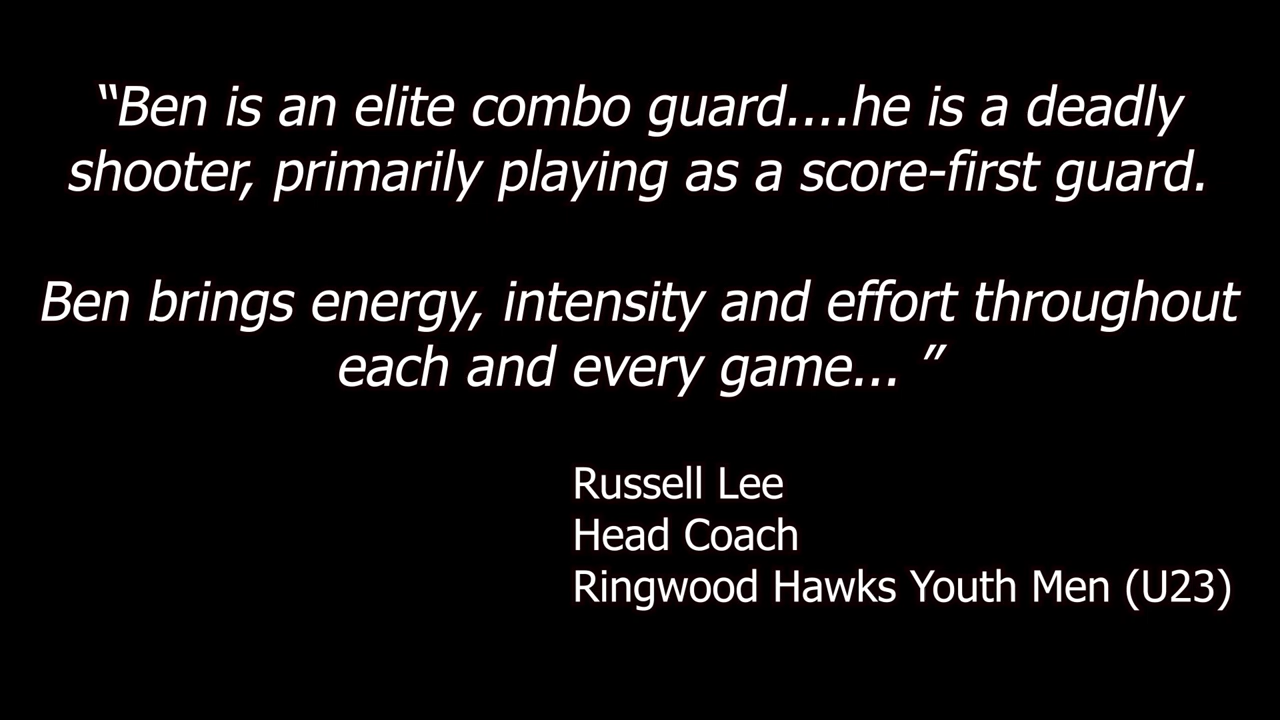 “Ben is an elite combo guard....he is a deadly
shooter, primarily playing as a score-first guard.
Ben brings energy, intensity and effort throughout
each and every game... ”
Russell Lee
Head Coach
Ringwood Hawks Youth Men (U23)